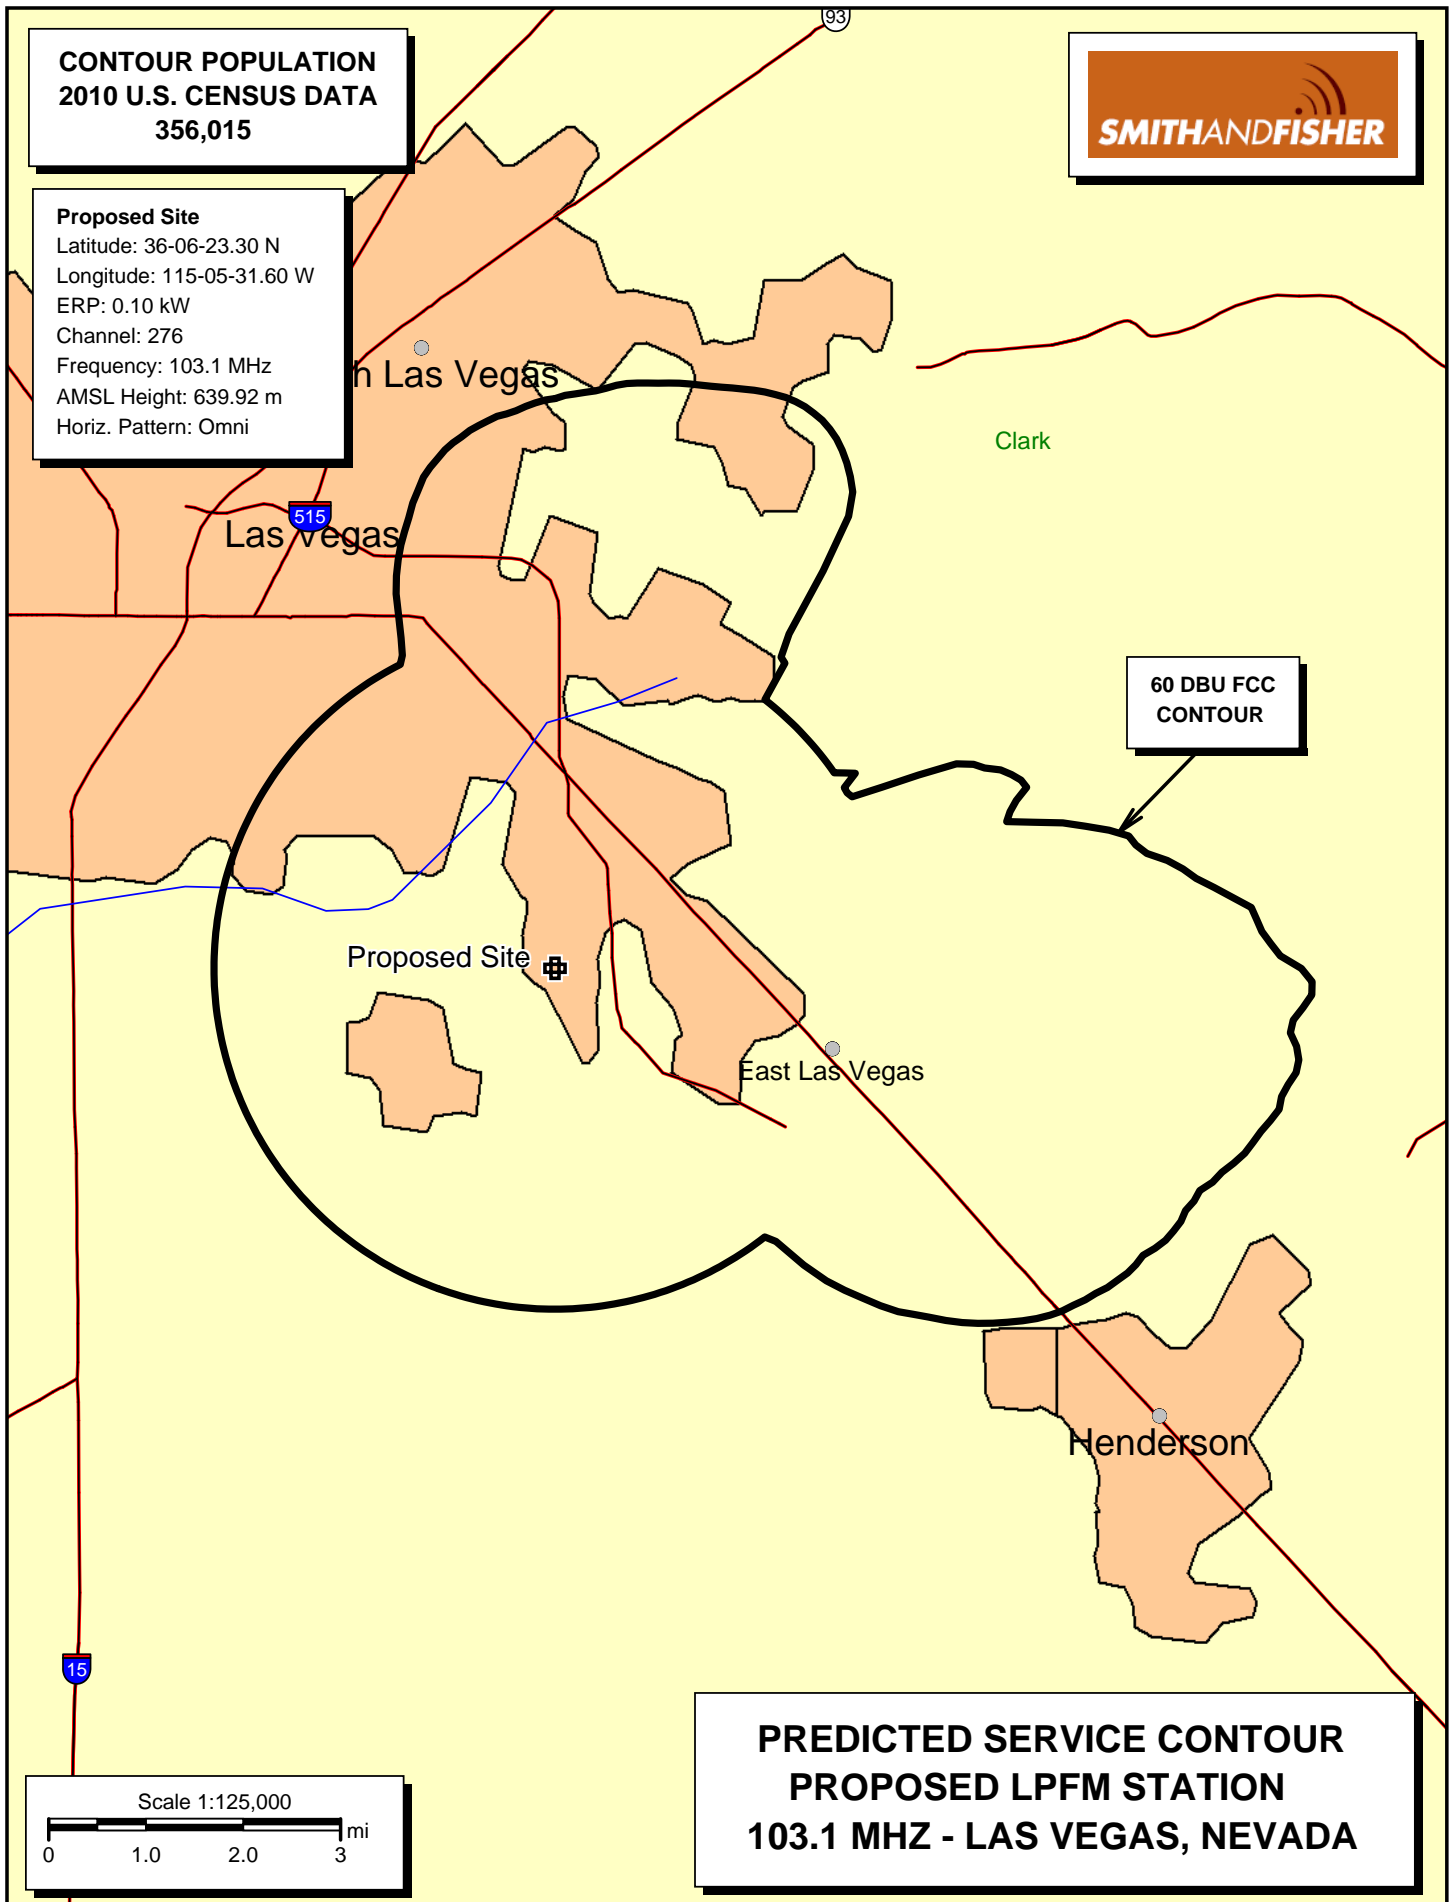 93
CONTOUR POPULATION
2010 U.S. CENSUS DATA
356,015
SMITHANDFISHER
Proposed Site
Latitude: 36-06-23.30 N
Longitude: 115-05-31.60 W
ERP: 0.10 kW
Channel: 276
Frequency: 103.1 MHz
AMSL Height: 639.92 m
Horiz. Pattern: Omni
h Las Vegas
Clark
515
Las Vegas
60 DBU FCC
CONTOUR
Proposed Site
East Las Vegas
Henderson
15
PREDICTED SERVICE CONTOUR
PROPOSED LPFM STATION
103.1 MHZ - LAS VEGAS, NEVADA
Scale 1:125,000
mi
0 1.0 2.0 3